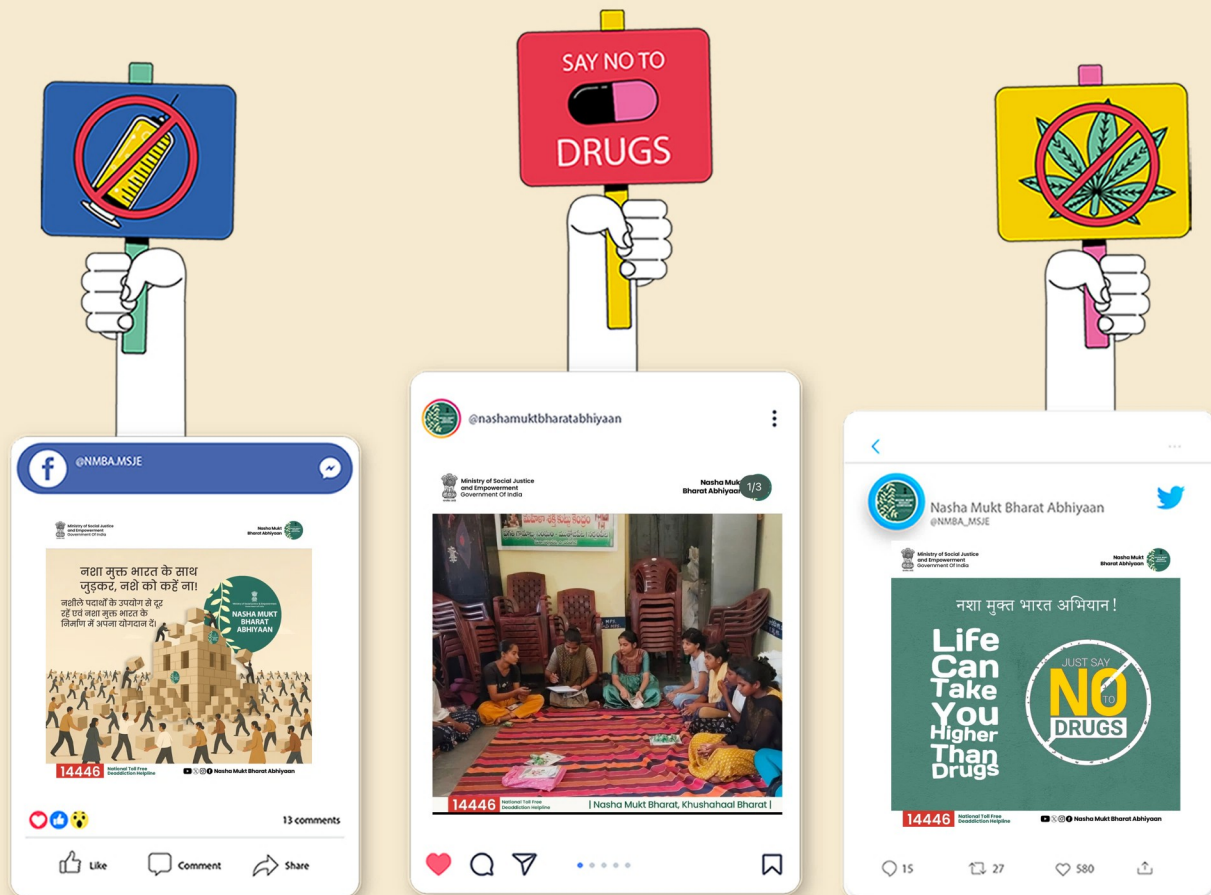 SAY NO TO
DRUGS
@NMBA.MSJE
Ministry of Social Justice
and Empowerment
Government Of India
Nasha Mukt
Bharat Abhiyaan
नशा मुक्त भारत के साथ
जुड़कर, नशे को कहें ना!
नशीले पदार्थों के उपयोग से दूर
रहें एवं नशा मुक्त भारत के
निर्माण में अपना योगदान दें।
NASHA MUKT
BHARAT
ABHIYAAN
14446
National Toll Free
Deaddiction Helpline
Nasha Mukt Bharat Abhiyaan
13 comments
Like
Comment
Share
@nashamuktbharatabhiyaan
Ministry of Social Justice
and Empowerment
Government Of India
Nasha Muk
Bharat Abhiyaan
1/3
14446
National Toll Free
Deaddiction Helpline
| Nasha Mukt Bharat, Khushahaal Bharat |
Nasha Mukt Bharat Abhiyaan
@NMBA_MSJE
Ministry of Social Justice
and Empowerment
Government Of India
Nasha Mukt
Bharat Abhiyaan
नशा मुक्त भारत अभियान!
Life
Can
Take
You
Higher
Than
Drugs
JUST SAY
NO
TO
DRUGS
14446
National Toll Free
Deaddiction Helpline
Nasha Mukt Bharat Abhiyaan
15
27
580